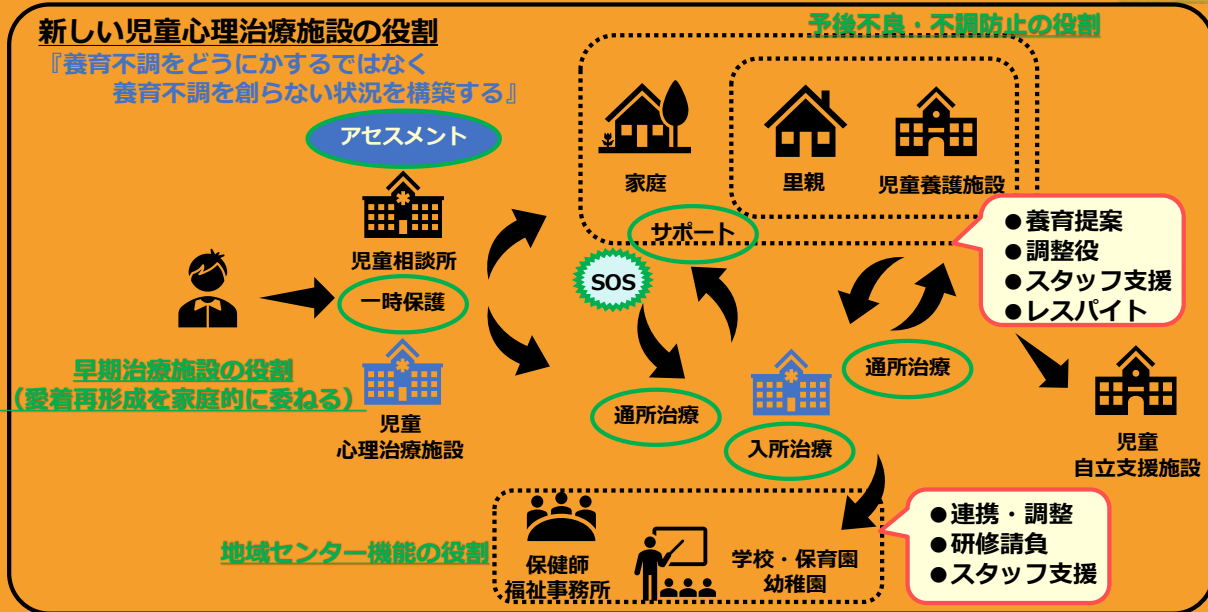 新しい児童心理治療施設の役割
『養育不調をどうにかするではなく
養育不調を創らない状況を構築する』
予後不良・不調防止の役割
アセスメント
家庭
里親
児童養護施設
サポート
児童相談所
SOS
一時保護
●養育提案
●調整役
●スタッフ支援
●レスパイト
早期治療施設の役割
（愛着再形成を家庭的に委ねる）
児童
心理治療施設
通所治療
通所治療
入所治療
児童
自立支援施設
地域センター機能の役割
保健師
福祉事務所
学校・保育園
幼稚園
●連携・調整
●研修請負
●スタッフ支援